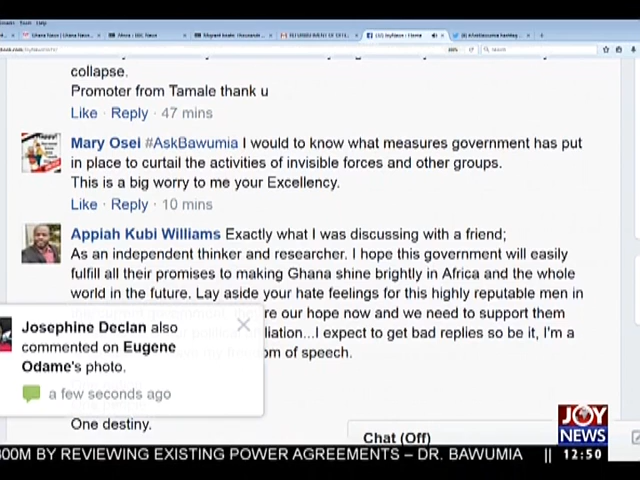 collapse.
Promoter from Tamale thank u
Like · Reply · 47 mins
Mary Osei #AskBawumia I would to know what measures government has put
in place to curtail the activities of invisible forces and other groups.
This is a big worry to me your Excellency.
Like · Reply · 10 mins
Appiah Kubi Williams Exactly what I was discussing with a friend;
As an independent thinker and researcher. I hope this government will easily
fulfill all their promises to making Ghana shine brightly in Africa and the whole
world in the future. Lay aside your hate feelings for this highly reputable men in
re our hope now and we need to support them
iliation...I expect to get bad replies so be it, I'm a
om of speech.
Josephine Declan also
commented on Eugene
Odame's photo.
a few seconds ago
One destiny.
Chat (Off)
JOY
NEWS
800M BY REVIEWING EXISTING POWER AGREEMENTS – DR. BAWUMIA || 12:50